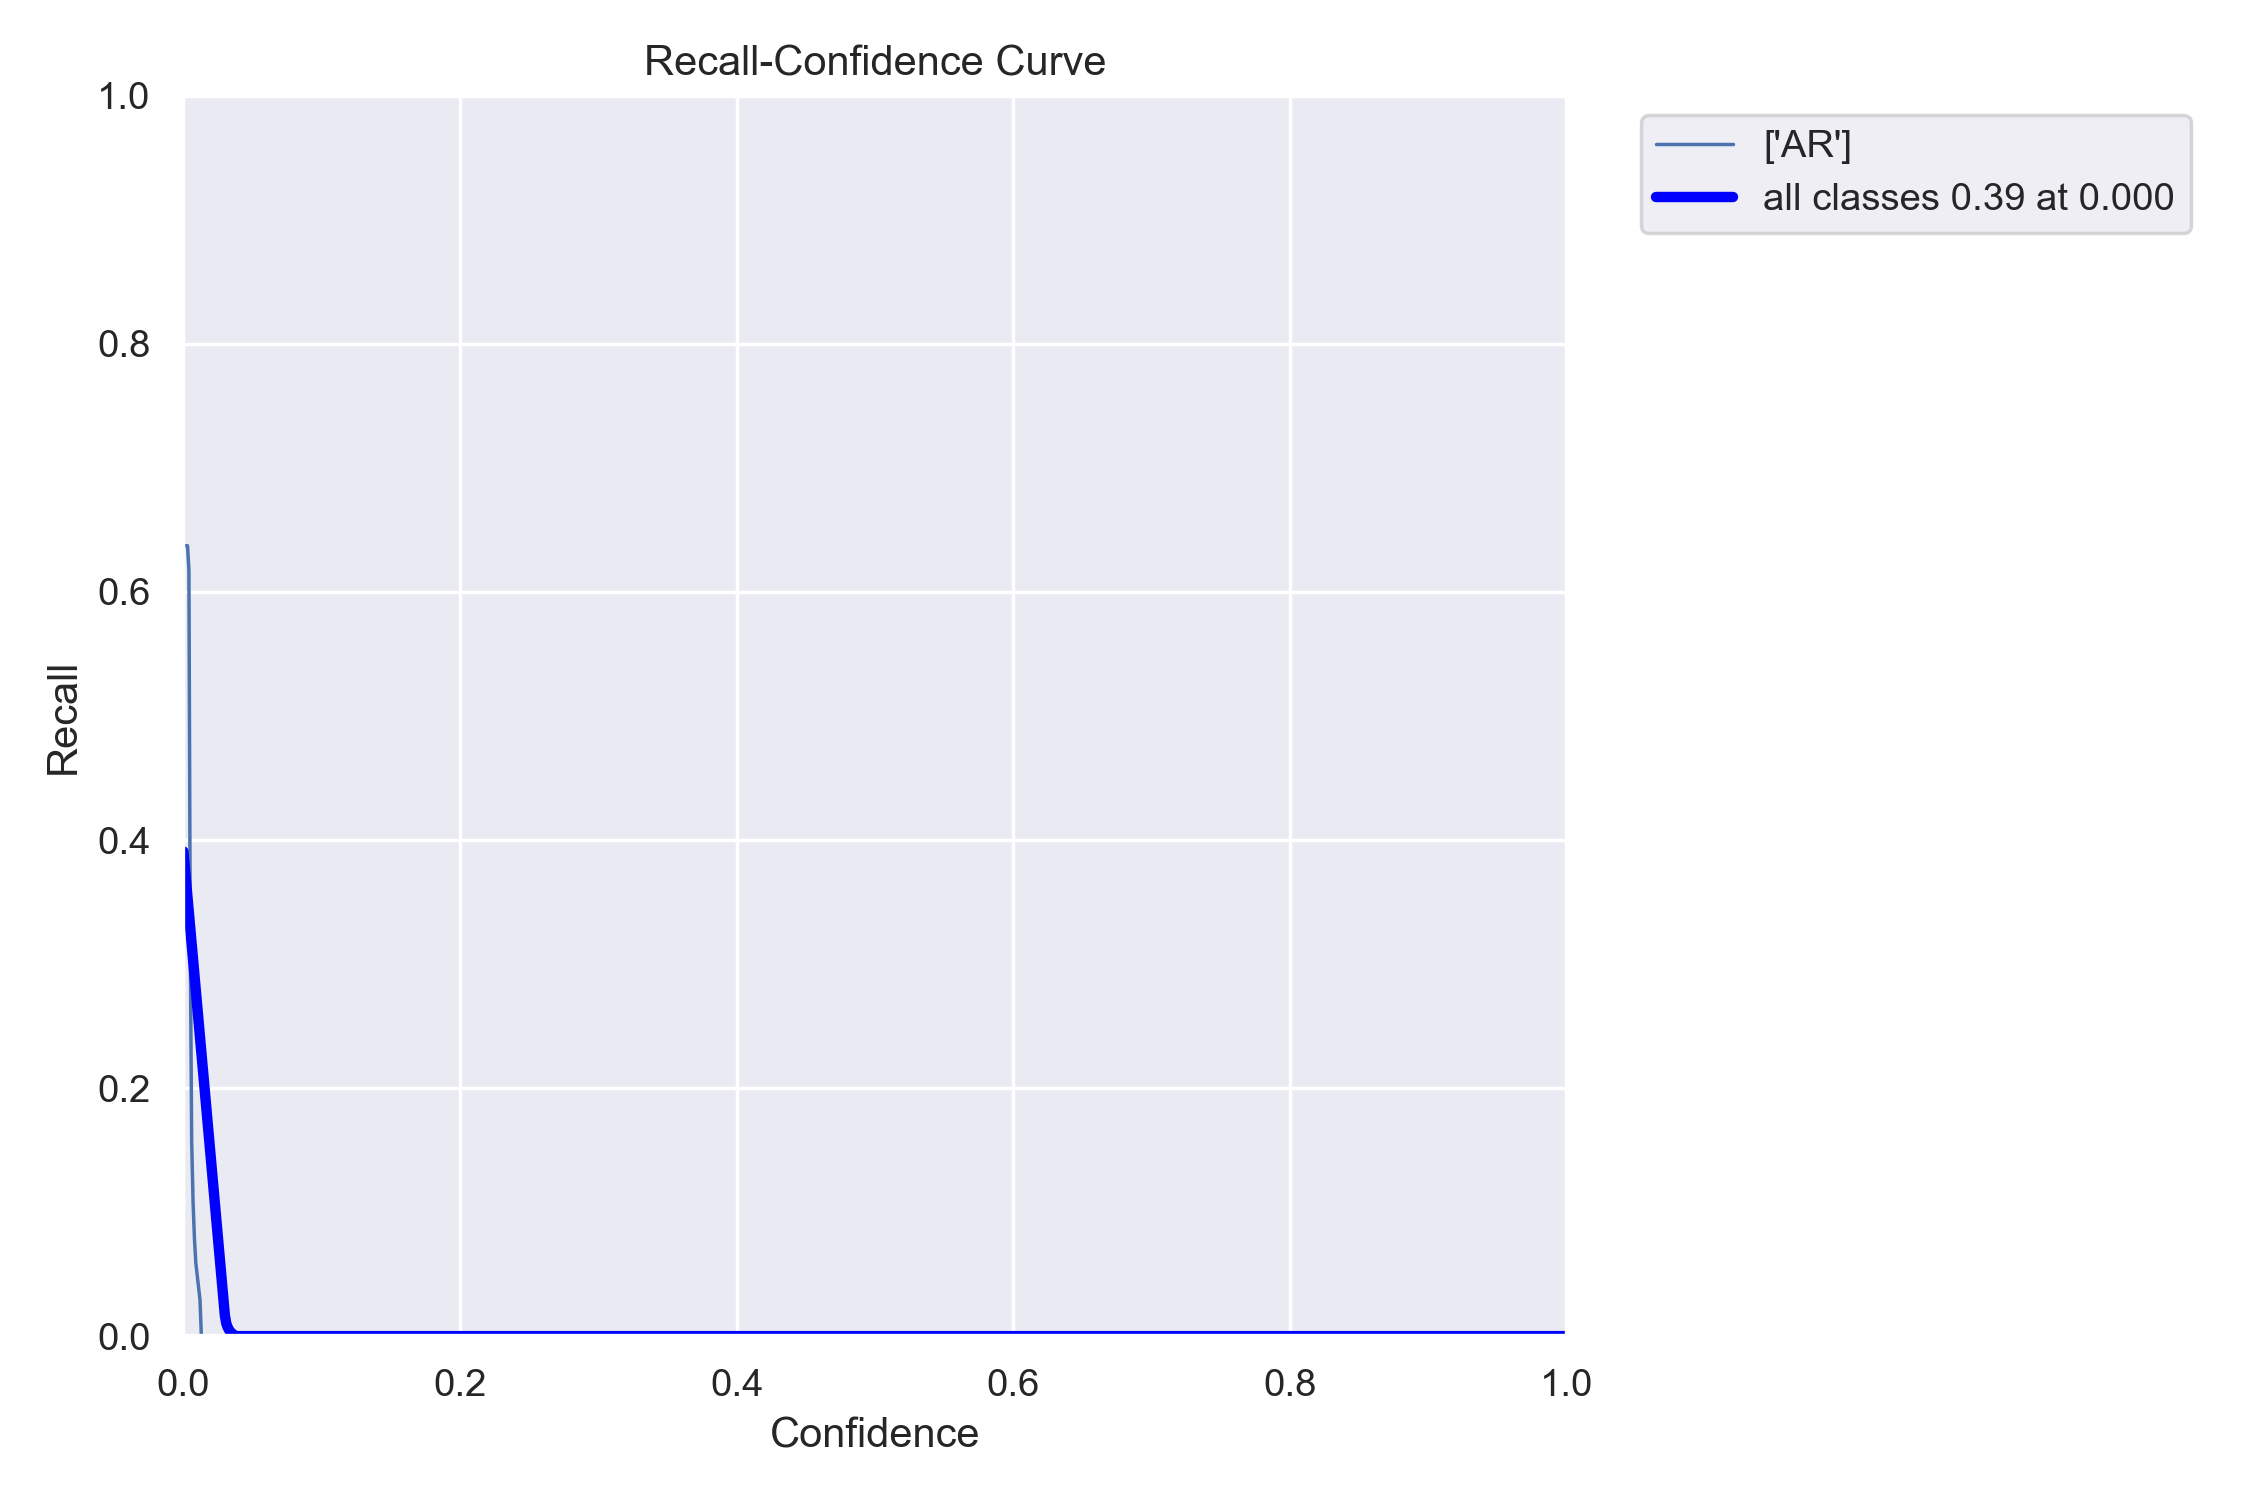 Recall-Confidence Curve
1.0
0.8
0.6
0.4
0.2
0.0
Recall
0.0 0.2 0.4 0.6 0.8 1.0
Confidence
['AR']
all classes 0.39 at 0.000